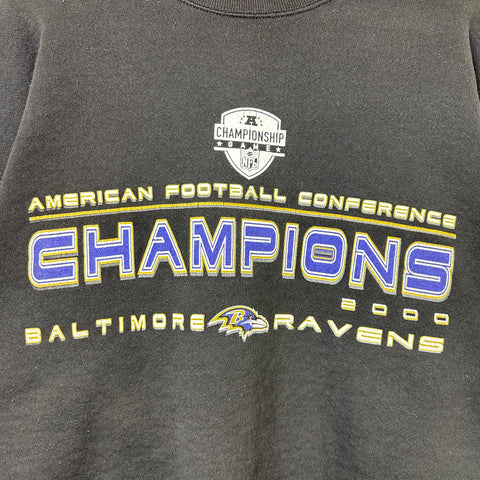 A
CHAMPIONSHIP
GAME
NFL
AMERICAN FOOTBALL CONFERENCE
CHAMPIONS
2000
BALTIMORE B RAVENS